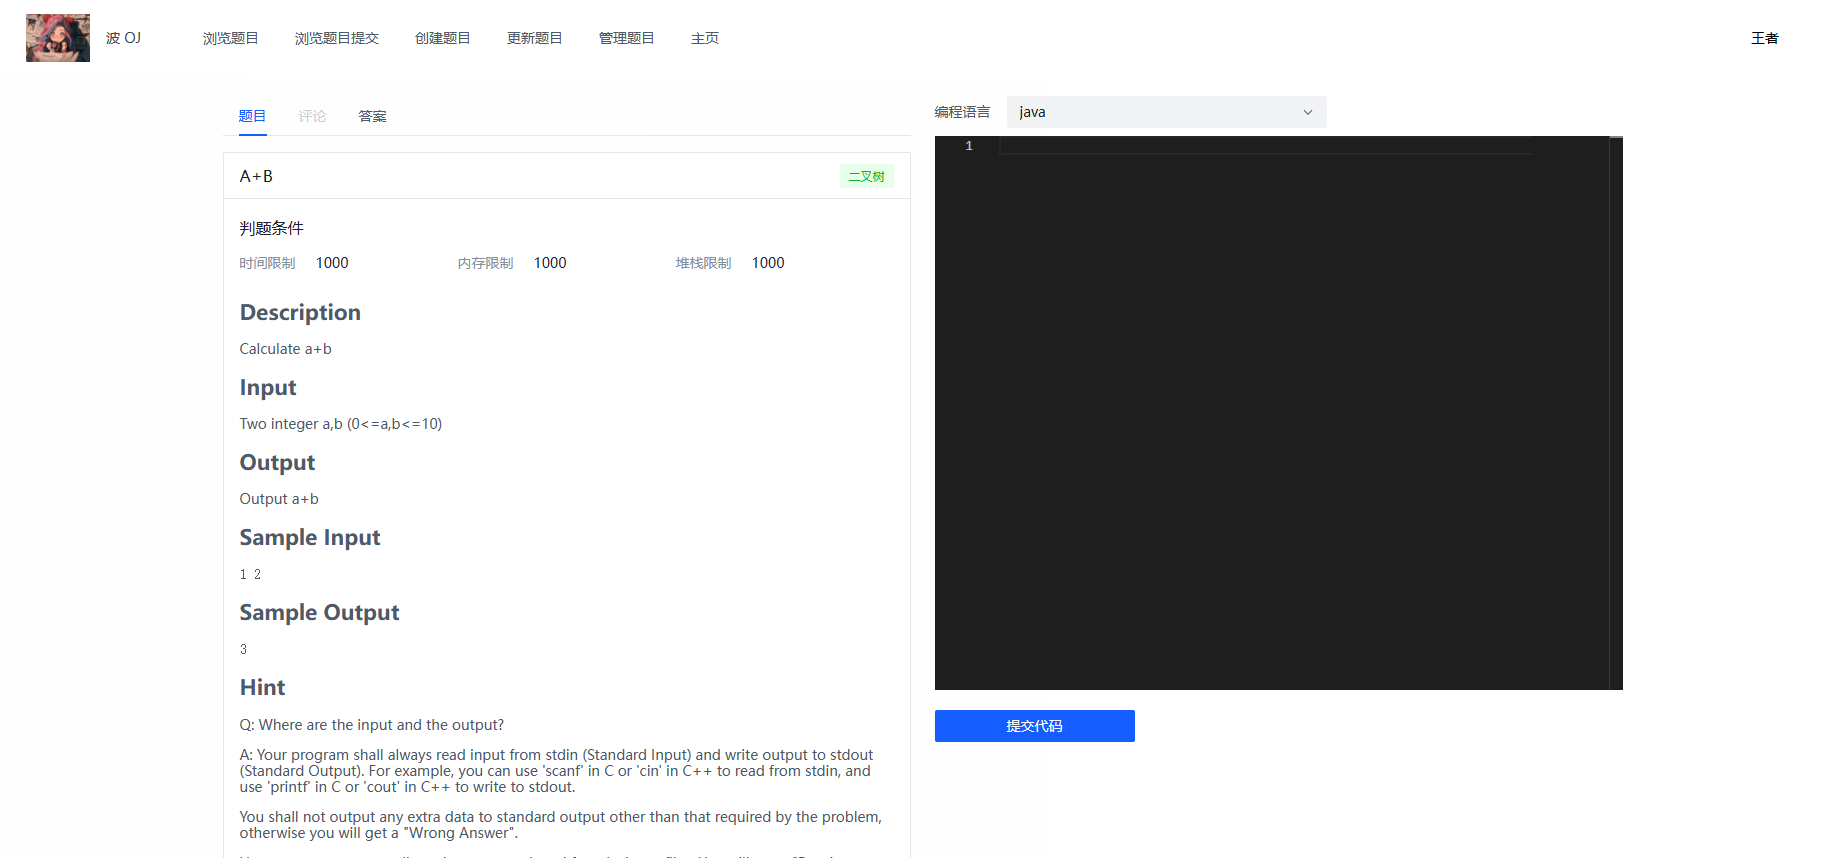 波 OJ
浏览题目
浏览题目提交
创建题目
更新题目
管理题目
主页
王者
题目
评论
答案
A+B
二叉树
判题条件
时间限制 1000
内存限制 1000
堆栈限制 1000
Description
Calculate a+b
Input
Two integer a,b (0<=a,b<=10)
Output
Output a+b
Sample Input
1 2
Sample Output
3
Hint
Q: Where are the input and the output?
A: Your program shall always read input from stdin (Standard Input) and write output to stdout
(Standard Output). For example, you can use 'scanf' in C or 'cin' in C++ to read from stdin, and
use 'printf' in C or 'cout' in C++ to write to stdout.
You shall not output any extra data to standard output other than that required by the problem,
otherwise you will get a "Wrong Answer".
编程语言
java
1
提交代码